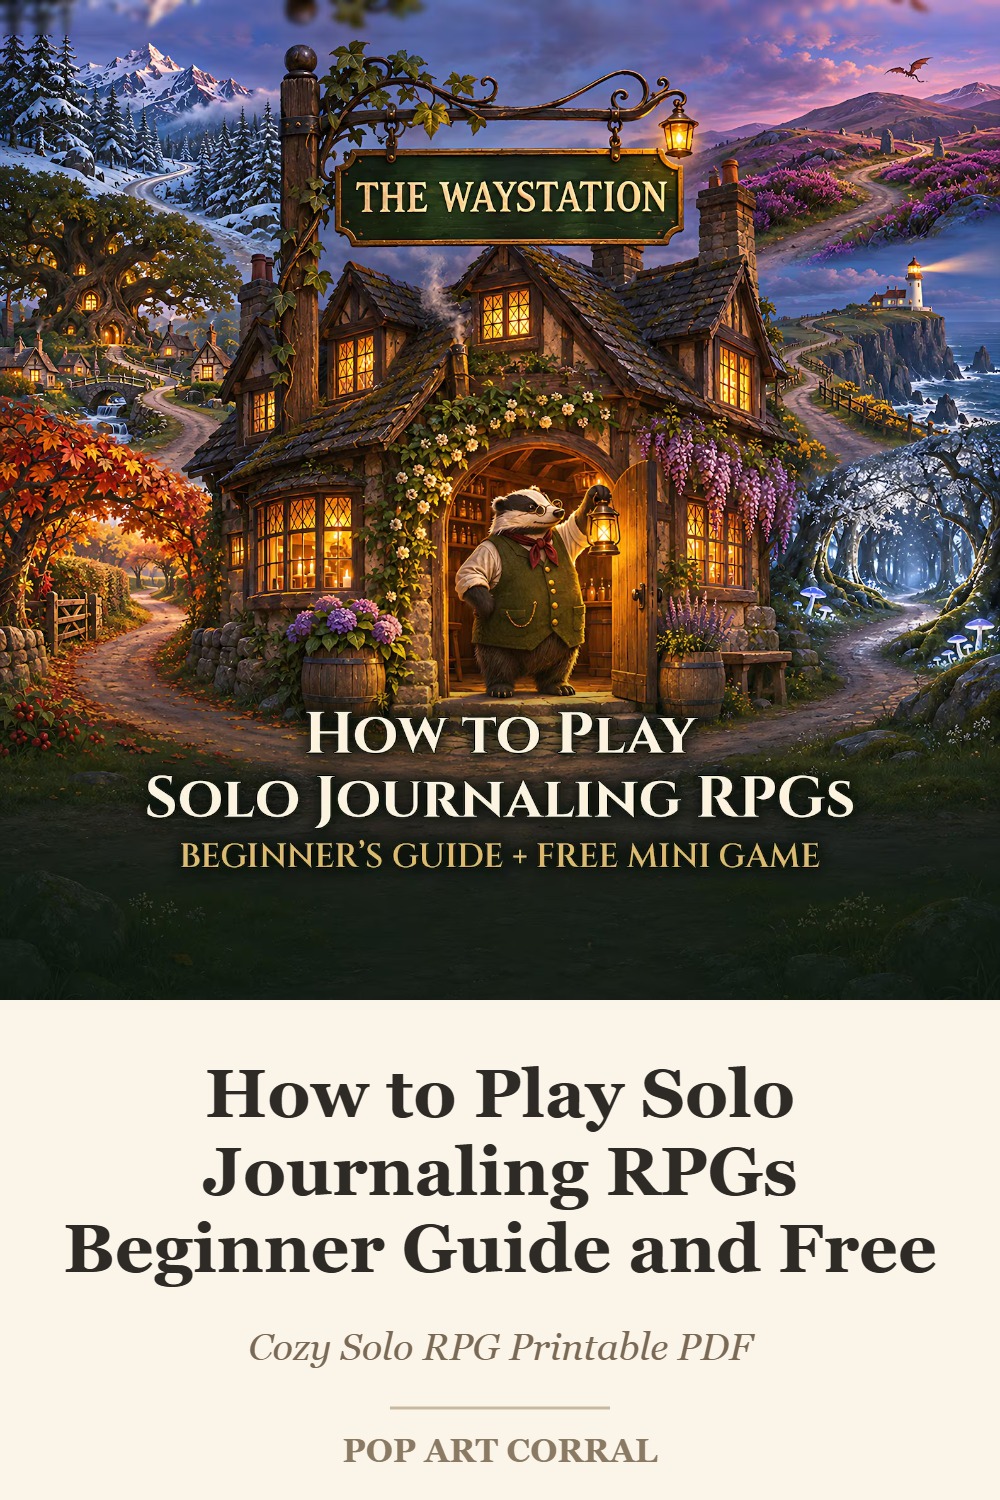 THE WAYSTATION
How to Play
Solo Journaling RPGs
BEGINNER'S GUIDE + FREE MINI GAME
How to Play Solo
Journaling RPGs
Beginner Guide and Free
Cozy Solo RPG Printable PDF
POP ART CORRAL